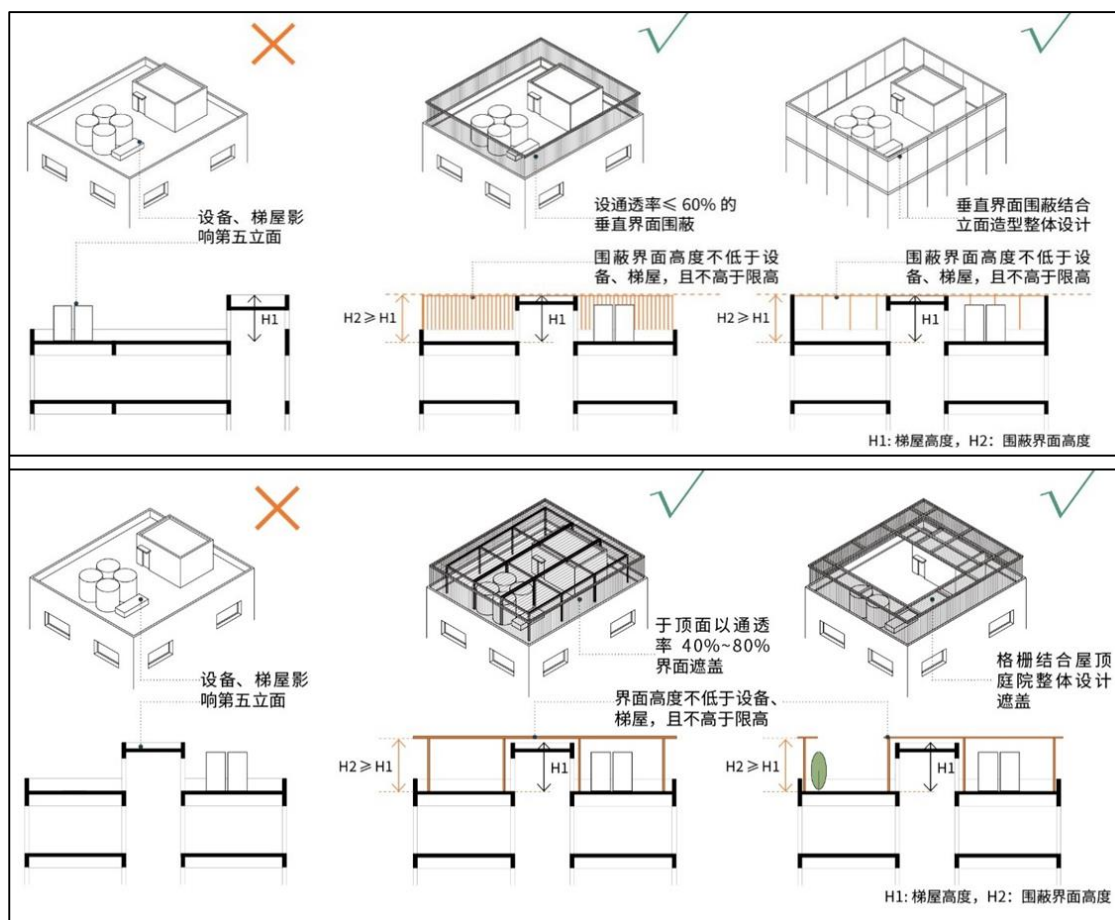 设备、梯屋影
响第五立面
设通透率≤ 60% 的
垂直界面围蔽
垂直界面围蔽结合
立面造型整体设计
围蔽界面高度不低于设
备、梯屋，且不高于限高
围蔽界面高度不低于设
备、梯屋，且不高于限高
H1
H2≥H1
H1
H2≥H1
H1
H1: 梯屋高度，H2：围蔽界面高度
设备、梯屋影
响第五立面
于顶面以通透
率 40%~80%
界面遮盖
格栅结合屋顶
庭院整体设计
遮盖
界面高度不低于设备、
梯屋，且不高于限高
H2≥H1
H1
H2≥H1
H1
H1: 梯屋高度，H2：围蔽界面高度